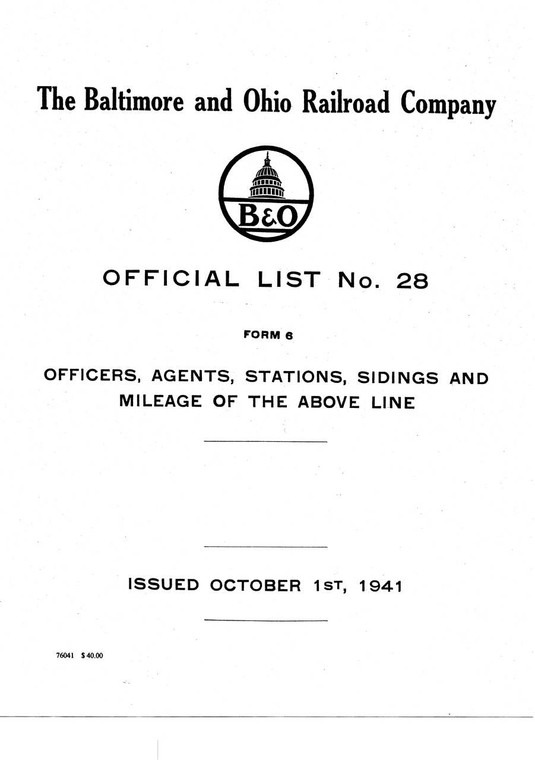 The Baltimore and Ohio Railroad Company
B&O
OFFICIAL LIST No. 28
FORM 6
OFFICERS, AGENTS, STATIONS, SIDINGS AND
MILEAGE OF THE ABOVE LINE
ISSUED OCTOBER 1ST, 1941
76041 $ 40.00